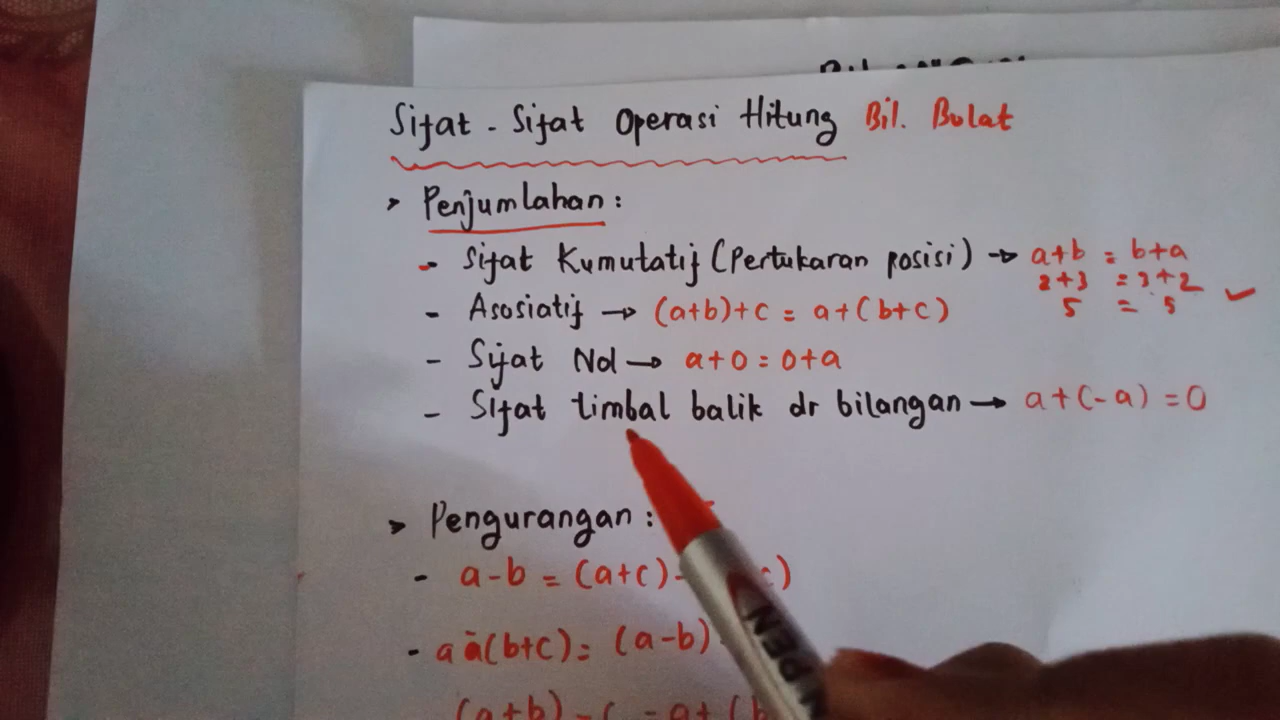 Sifat - Sifat Operasi Hitung Bil. Bulat
> Penjumlahan :
- Sifat Kumutatif (Pertukaran posisi) → a+b = b+a
2+3 = 3+2
5 = 5 ✓
- Asosiatif → (a+b)+c = a+(b+c)
- Sifat Nol → a+0 = 0+a
- Sifat timbal balik dr bilangan → a+(-a) = 0
> Pengurangan :
- a-b = (a+c)-
- a (b+c) = (a-b)
(a+b)-
PEN